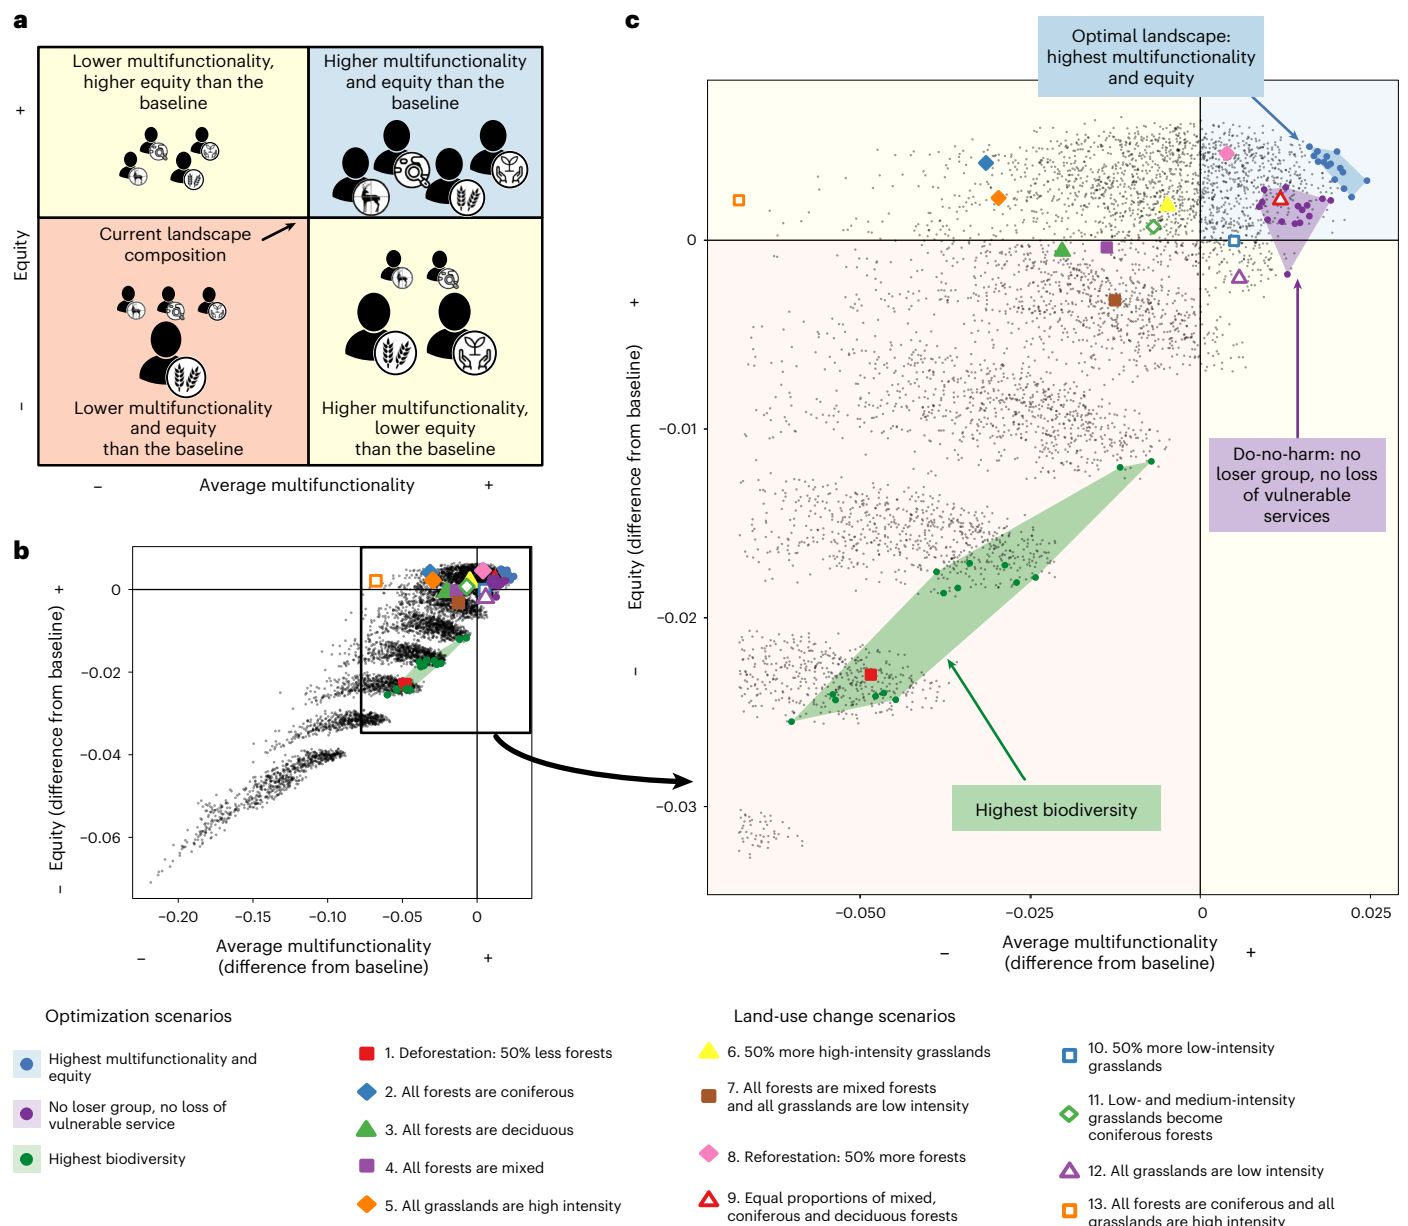 a
Lower multifunctionality,
higher equity than the
baseline
Higher multifunctionality
and equity than the
baseline
+
Equity
–
Current landscape
composition
Lower multifunctionality
and equity
than the baseline
Higher multifunctionality,
lower equity
than the baseline
–
Average multifunctionality
+
b
+
Equity (difference from baseline)
–
0
–0.02
–0.04
–0.06
–0.20
–0.15
–0.10
–0.05
0
Average multifunctionality
(difference from baseline)
–
+
c
Optimal landscape:
highest multifunctionality
and equity
+
Equity (difference from baseline)
–
0
–0.01
–0.02
–0.03
Do-no-harm: no
loser group, no loss
of vulnerable
services
Highest biodiversity
–0.050
–0.025
0
0.025
Average multifunctionality
(difference from baseline)
–
+
Optimization scenarios
Highest multifunctionality and
equity
No loser group, no loss of
vulnerable service
Highest biodiversity
Land-use change scenarios
1. Deforestation: 50% less forests
2. All forests are coniferous
3. All forests are deciduous
4. All forests are mixed
5. All grasslands are high intensity
6. 50% more high-intensity grasslands
7. All forests are mixed forests
and all grasslands are low intensity
8. Reforestation: 50% more forests
9. Equal proportions of mixed,
coniferous and deciduous forests
10. 50% more low-intensity
grasslands
11. Low- and medium-intensity
grasslands become
coniferous forests
12. All grasslands are low intensity
13. All forests are coniferous and all
grasslands are high intensity